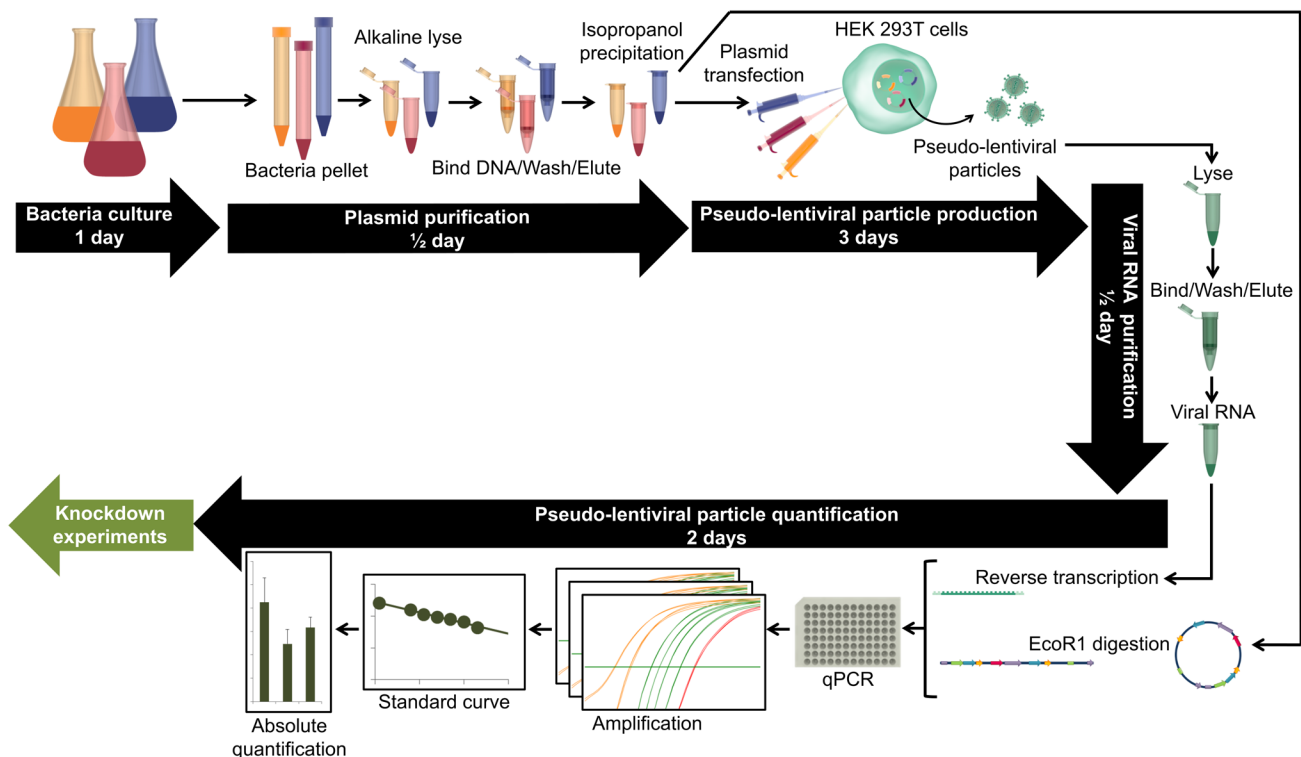 Alkaline lyse
Isopropanol
precipitation
Plasmid
transfection
HEK 293T cells
Bacteria pellet
Bind DNA/Wash/Elute
Pseudo-lentiviral
particles
Lyse
Bacteria culture
1 day
Plasmid purification
½ day
Pseudo-lentiviral particle production
3 days
Viral RNA purification
½ day
Bind/Wash/Elute
Viral RNA
Knockdown
experiments
Pseudo-lentiviral particle quantification
2 days
Reverse transcription
EcoR1 digestion
qPCR
Amplification
Standard curve
Absolute
quantification